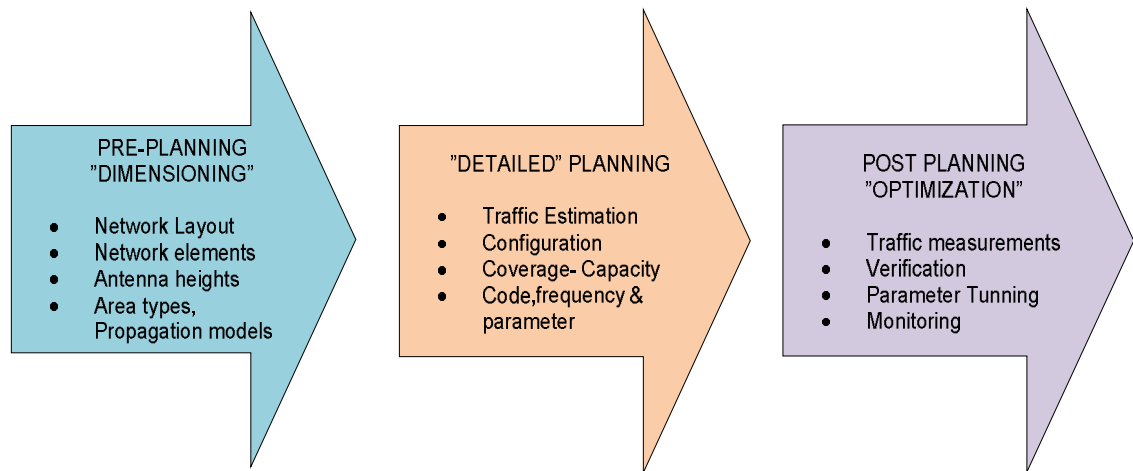 PRE-PLANNING
"DIMENSIONING"
• Network Layout
• Network elements
• Antenna heights
• Area types,
Propagation models
"DETAILED" PLANNING
• Traffic Estimation
• Configuration
• Coverage- Capacity
• Code,frequency &
parameter
POST PLANNING
"OPTIMIZATION"
• Traffic measurements
• Verification
• Parameter Tunning
• Monitoring